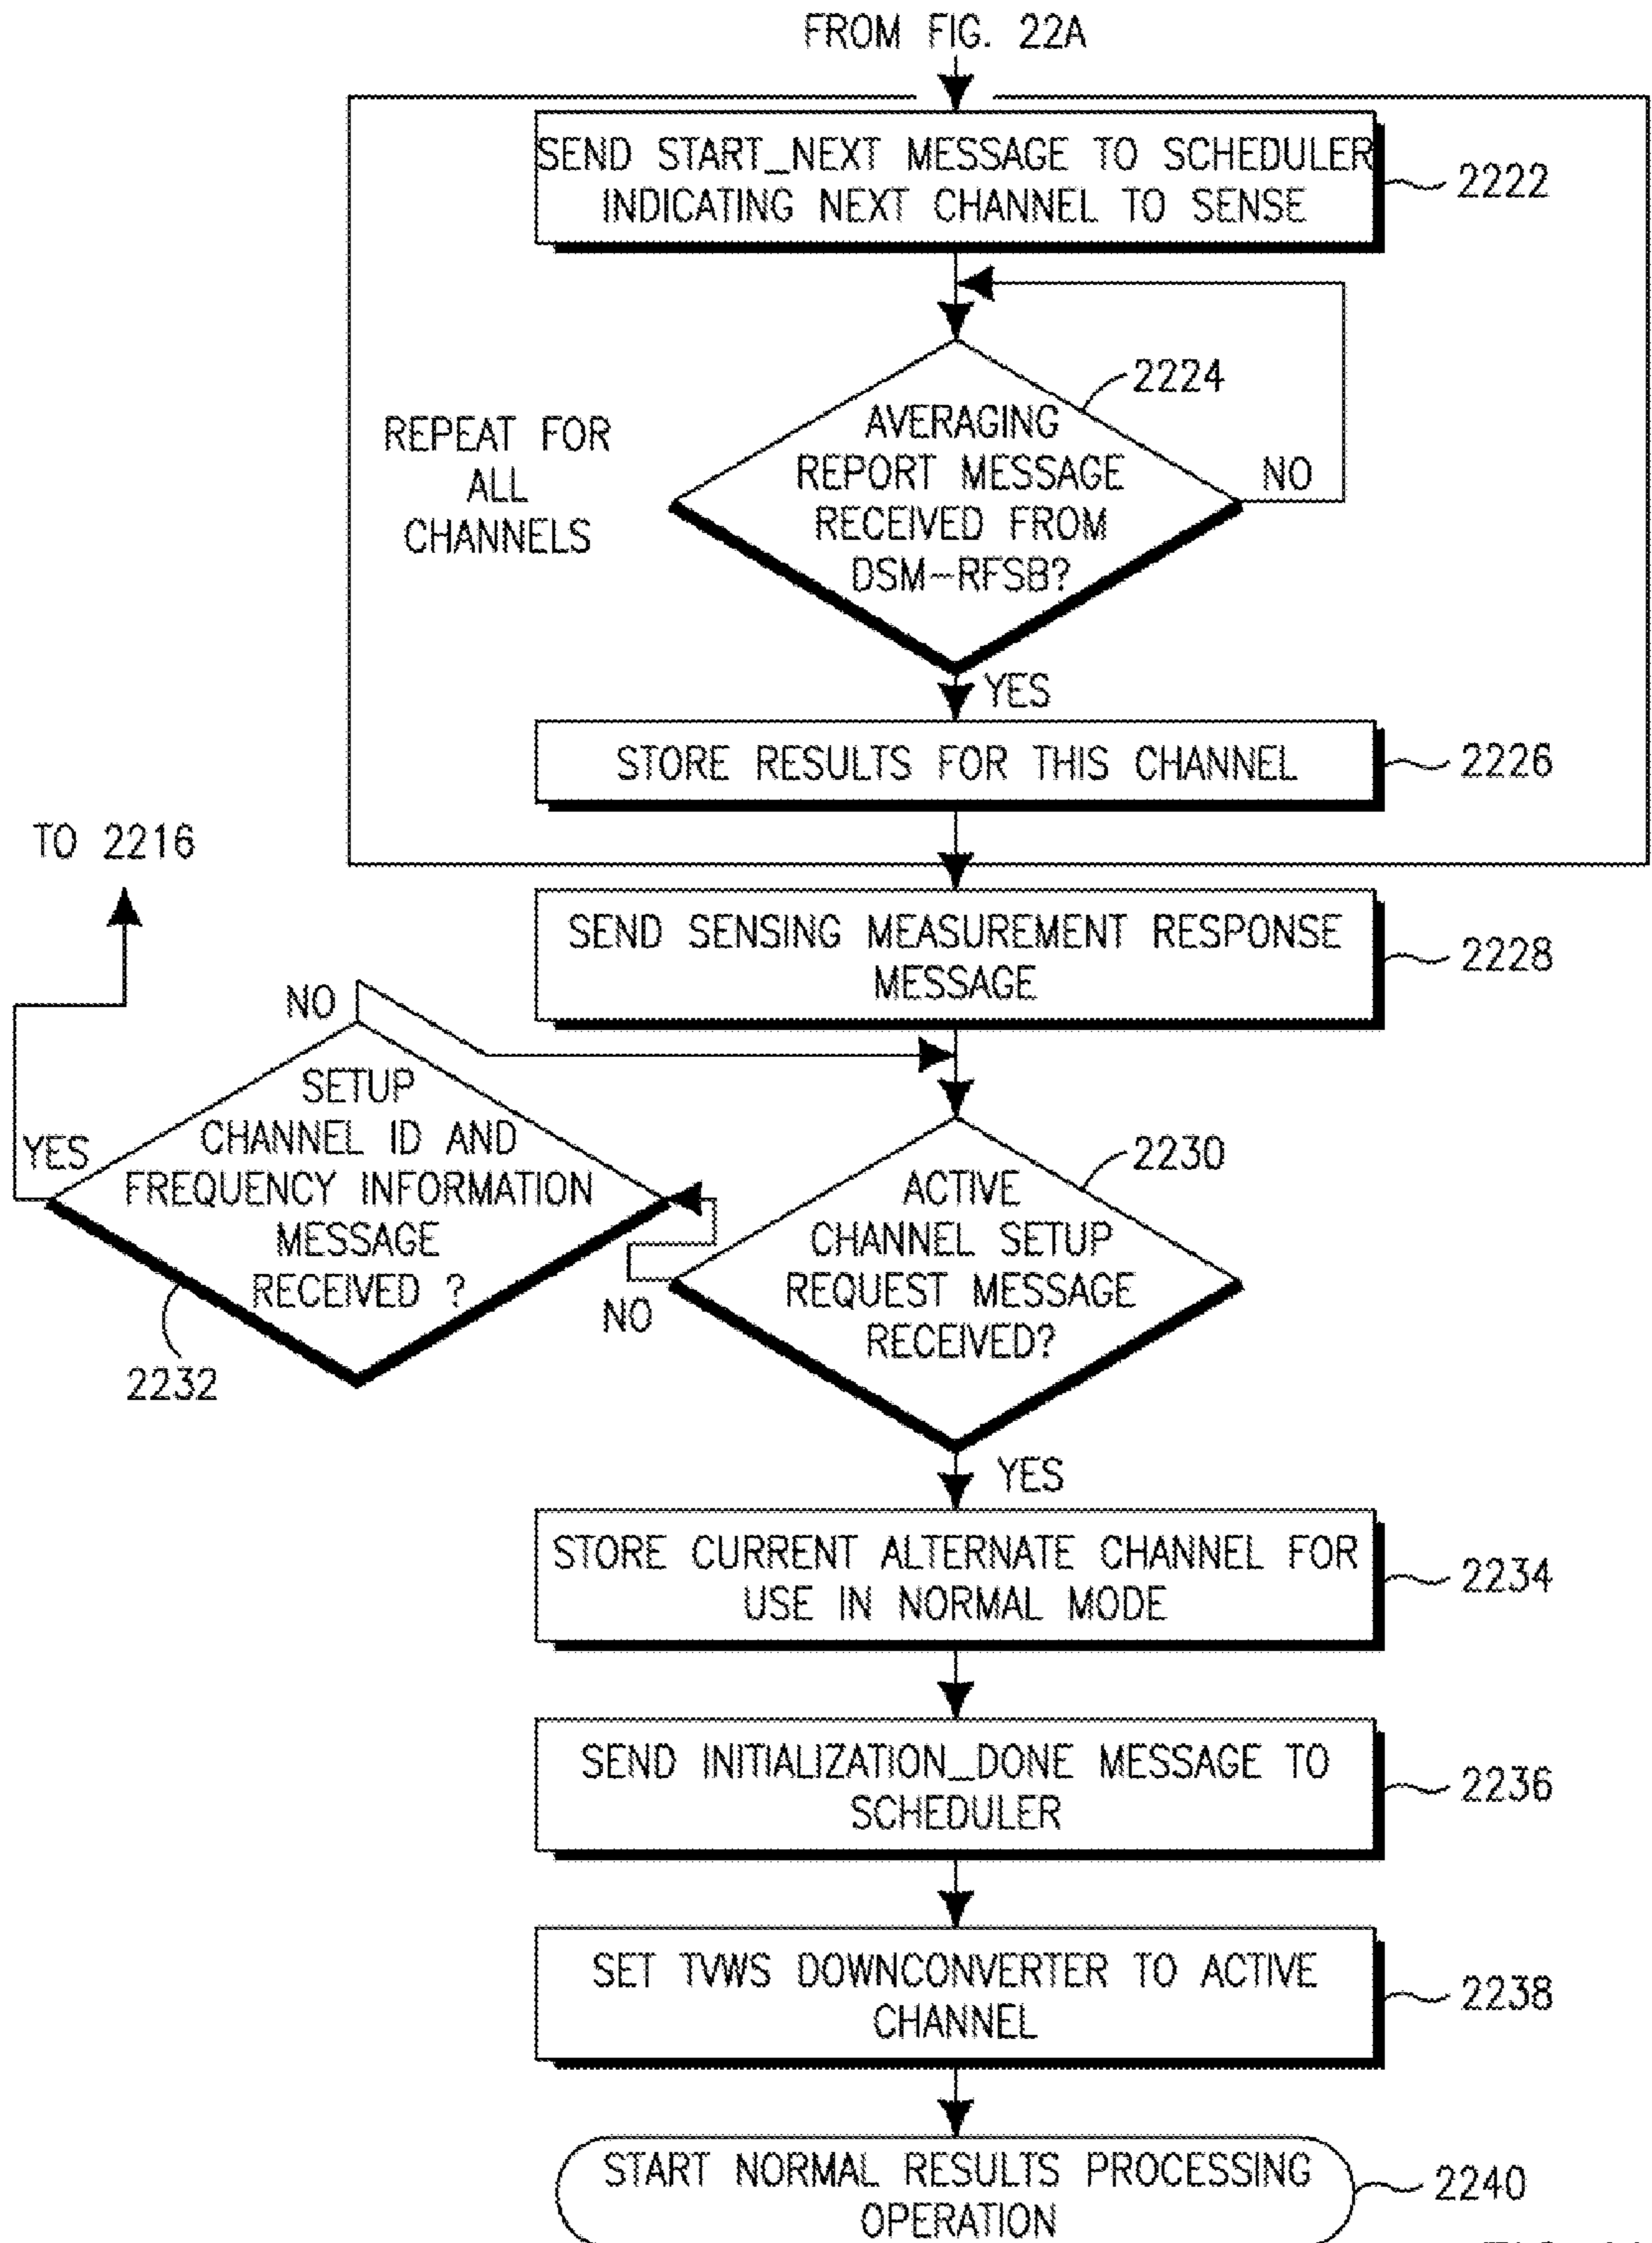 FROM FIG. 22A
SEND START_NEXT MESSAGE TO SCHEDULER
INDICATING NEXT CHANNEL TO SENSE
2222
2224
REPEAT FOR
ALL
CHANNELS
AVERAGING
REPORT MESSAGE
RECEIVED FROM
DSM-RFSB?
NO
YES
STORE RESULTS FOR THIS CHANNEL
2226
TO 2216
SEND SENSING MEASUREMENT RESPONSE
MESSAGE
2228
NO
SETUP
CHANNEL ID AND
FREQUENCY INFORMATION
MESSAGE
RECEIVED ?
YES
2232
2230
ACTIVE
CHANNEL SETUP
REQUEST MESSAGE
RECEIVED?
NO
YES
STORE CURRENT ALTERNATE CHANNEL FOR
USE IN NORMAL MODE
2234
SEND INITIALIZATION_DONE MESSAGE TO
SCHEDULER
2236
SET TVWS DOWNCONVERTER TO ACTIVE
CHANNEL
2238
START NORMAL RESULTS PROCESSING
OPERATION
2240